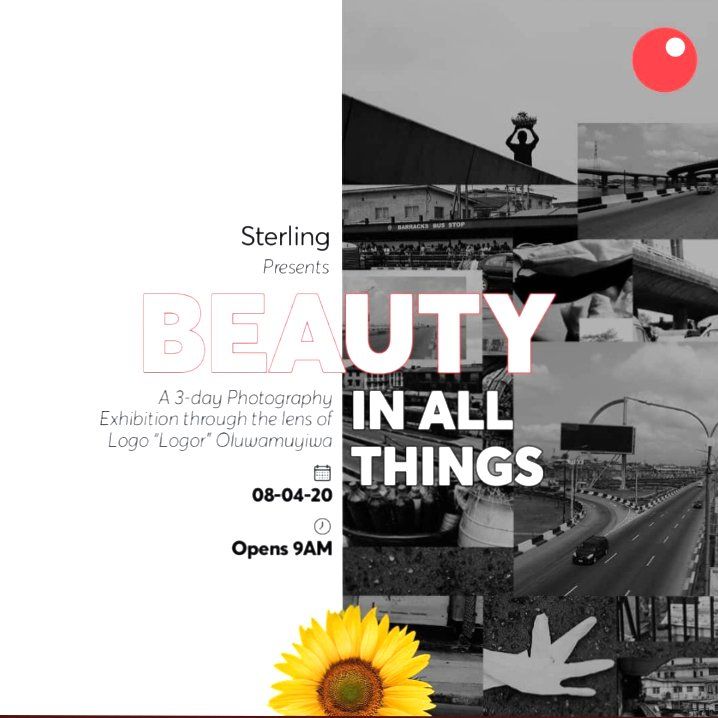 Sterling
Presents
BEAUTY
IN ALL
THINGS
A 3-day Photography
Exhibition through the lens of
Logo "Logor" Oluwamuyiwa
08-04-20
Opens 9AM
BARRACKS BUS STOP